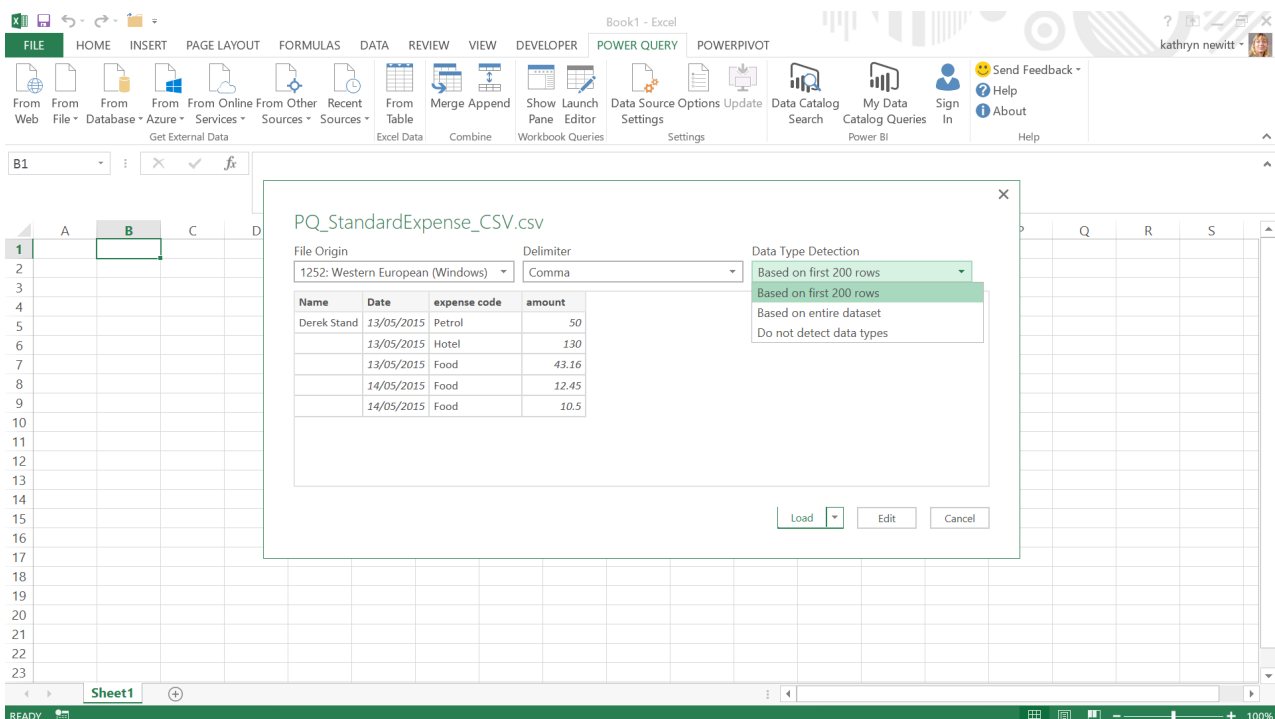 Book1 - Excel
?
FILE HOME INSERT PAGE LAYOUT FORMULAS DATA REVIEW VIEW DEVELOPER POWER QUERY POWERPIVOT
kathryn newitt
From Web
From File
From Database
From Azure
From Online Services
From Other Sources
Recent Sources
From Table
Merge
Append
Show Pane
Launch Editor
Data Source Settings
Options
Update
Data Catalog Search
My Data Catalog Queries
Sign In
Send Feedback
Help
About
Get External Data
Excel Data
Combine
Workbook Queries
Settings
Power BI
Help
B1
fx
A B C D P Q R S
PQ_StandardExpense_CSV.csv
File Origin Delimiter Data Type Detection
1252: Western European (Windows) Comma Based on first 200 rows
Based on first 200 rows
Based on entire dataset
Do not detect data types
Name Date expense code amount
Derek Stand 13/05/2015 Petrol 50
13/05/2015 Hotel 130
13/05/2015 Food 43.16
14/05/2015 Food 12.45
14/05/2015 Food 10.5
Load Edit Cancel
1
2
3
4
5
6
7
8
9
10
11
12
13
14
15
16
17
18
19
20
21
22
23
Sheet1
READY
100%